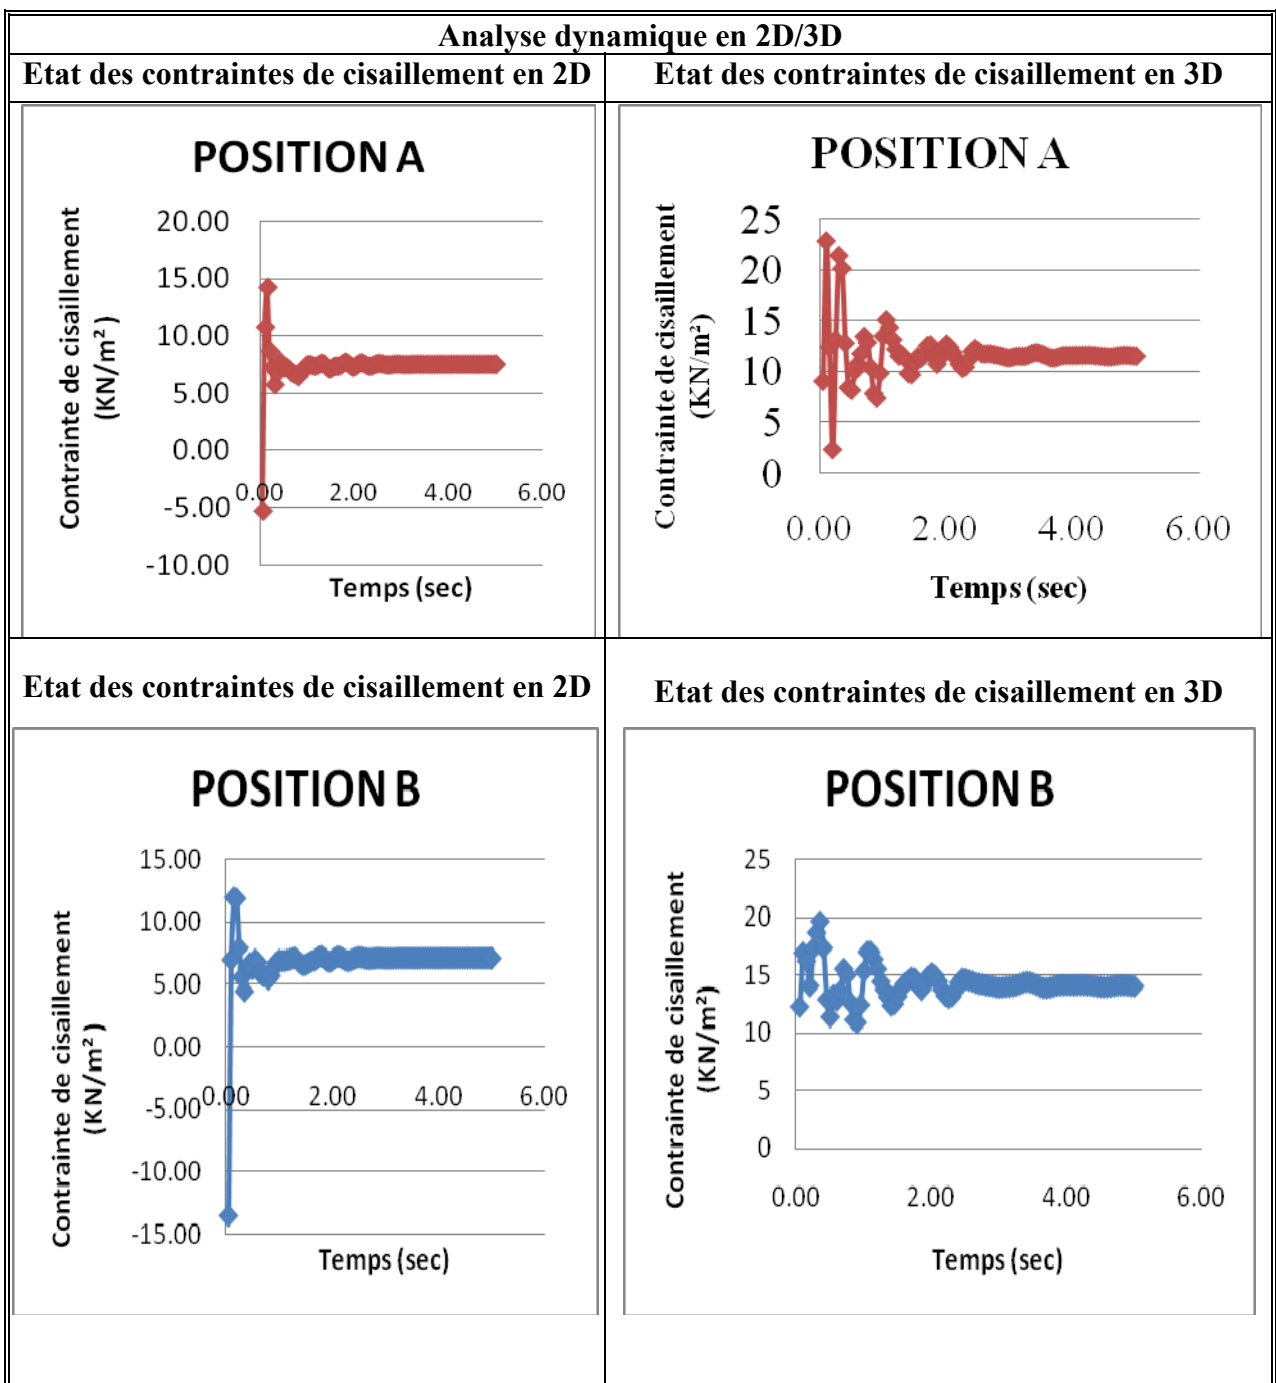 Analyse dynamique en 2D/3D
Etat des contraintes de cisaillement en 2D
Etat des contraintes de cisaillement en 3D
POSITION A
Contrainte de cisaillement
(KN/m²)
20.00
15.00
10.00
5.00
0.00
-5.00
-10.00
0.00 2.00 4.00 6.00
Temps (sec)
POSITION A
Contrainte de cisaillement
(KN/m²)
25
20
15
10
5
0
0.00 2.00 4.00 6.00
Temps (sec)
Etat des contraintes de cisaillement en 2D
Etat des contraintes de cisaillement en 3D
POSITION B
Contrainte de cisaillement
(KN/m²)
15.00
10.00
5.00
0.00
-5.00
-10.00
-15.00
0.00 2.00 4.00 6.00
Temps (sec)
POSITION B
Contrainte de cisaillement
(KN/m²)
25
20
15
10
5
0
0.00 2.00 4.00 6.00
Temps (sec)